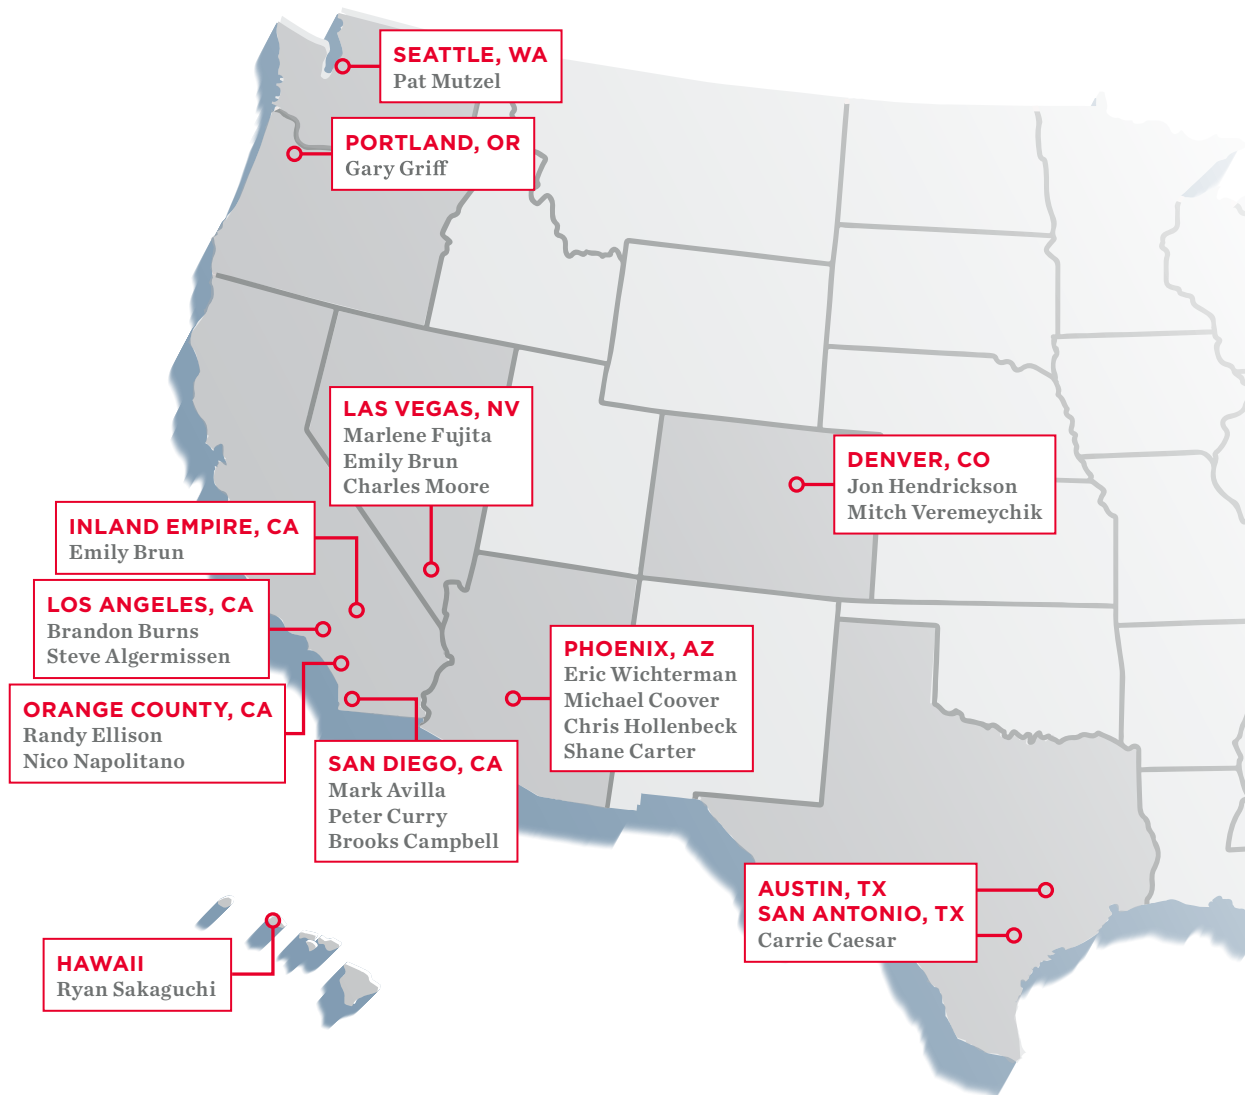 SEATTLE, WA
Pat Mutzel
PORTLAND, OR
Gary Griff
LAS VEGAS, NV
Marlene Fujita
Emily Brun
Charles Moore
DENVER, CO
Jon Hendrickson
Mitch Veremeychik
INLAND EMPIRE, CA
Emily Brun
LOS ANGELES, CA
Brandon Burns
Steve Algermissen
PHOENIX, AZ
Eric Wichterman
Michael Coover
Chris Hollenbeck
Shane Carter
ORANGE COUNTY, CA
Randy Ellison
Nico Napolitano
SAN DIEGO, CA
Mark Avilla
Peter Curry
Brooks Campbell
AUSTIN, TX
SAN ANTONIO, TX
Carrie Caesar
HAWAII
Ryan Sakaguchi